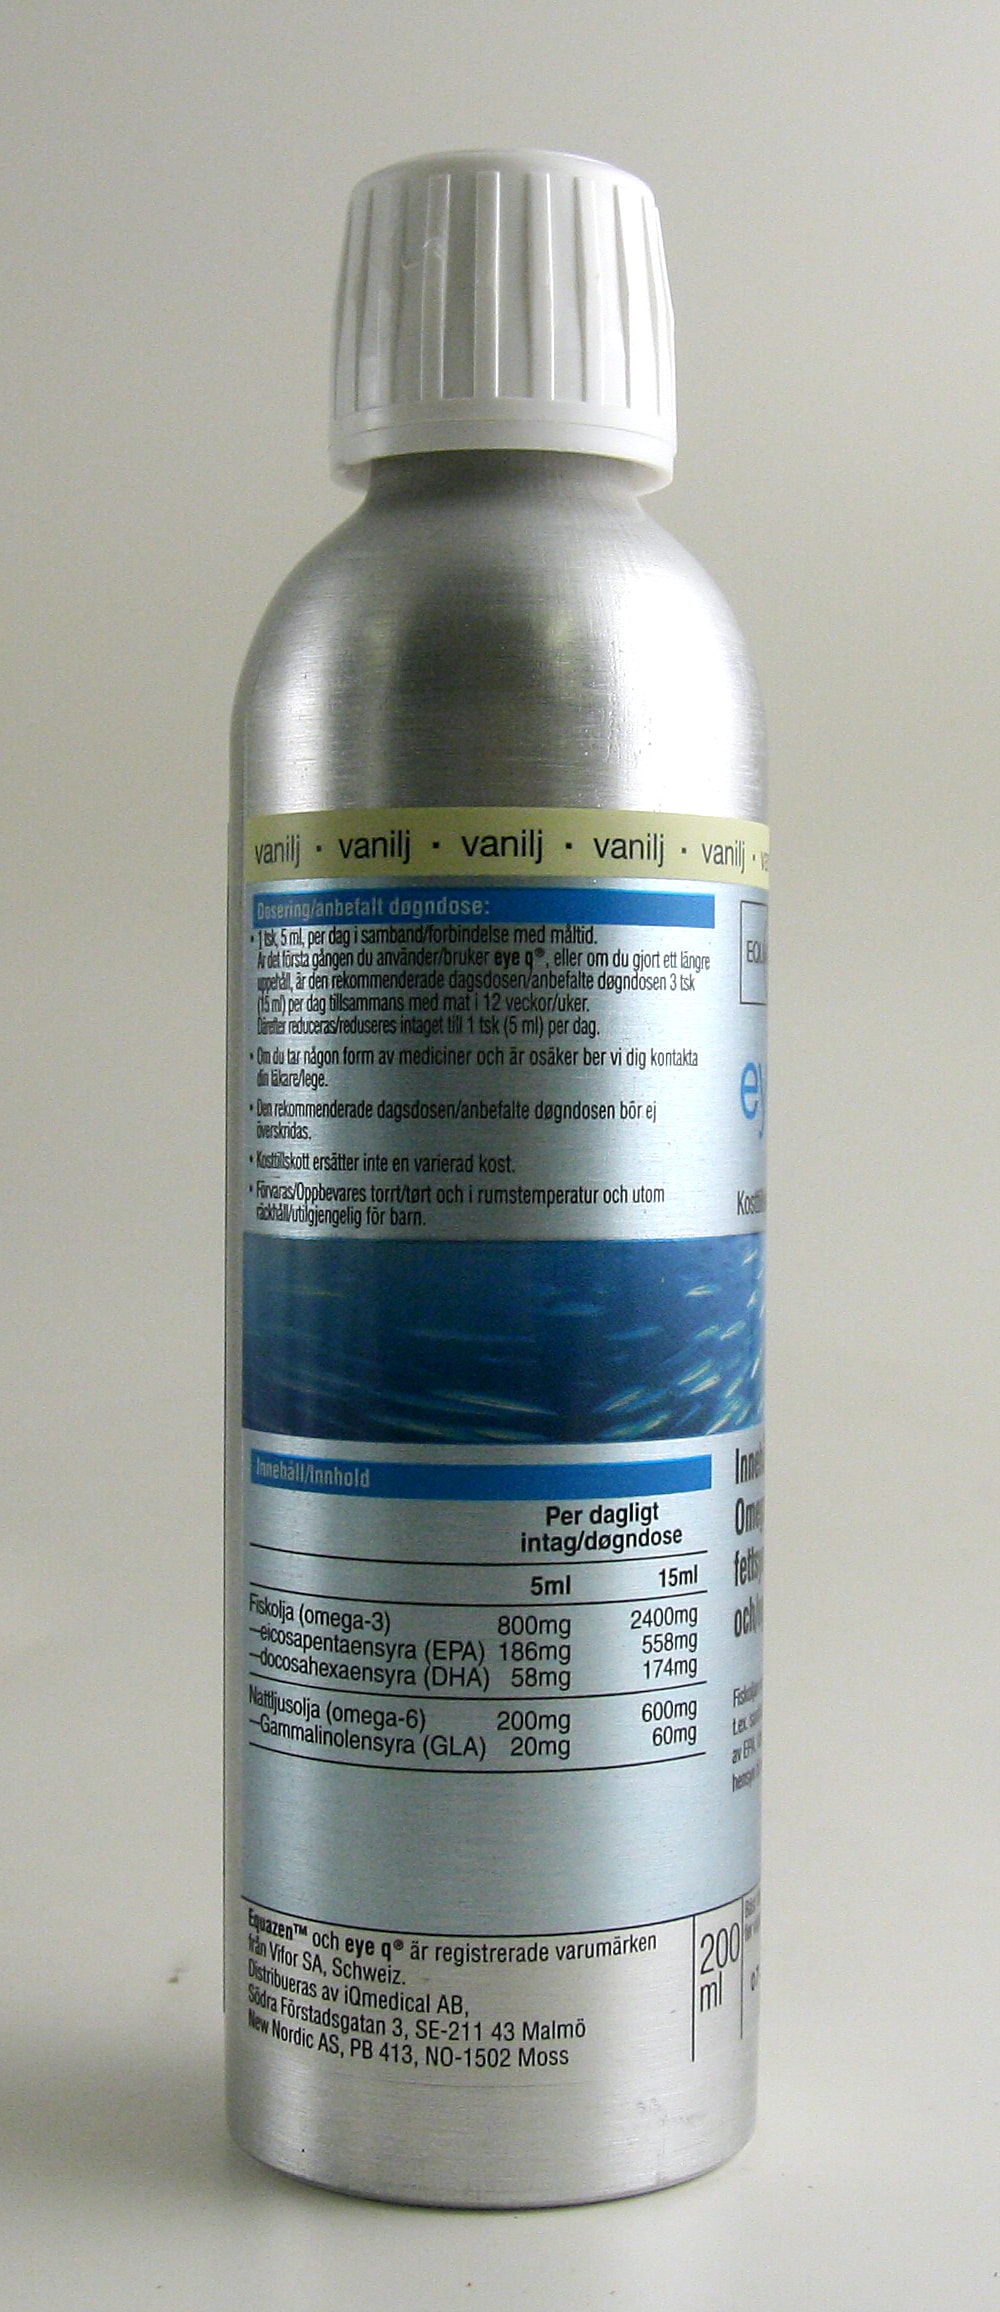 vanilj · vanilj · vanilj · vanilj · vanilj ·
Dosering/anbefalt døgndose:
• 1 tsk, 5 ml, per dag i samband/forbindelse med måltid.
Är det första gången du använder/bruker eye q®, eller om du gjort ett längre
uppehåll, är den rekommenderade dagsdosen/anbefalte døgndosen 3 tsk
(15 ml) per dag tillsammans med mat i 12 veckor/uker.
Därefter reduceras/reduseres intaget till 1 tsk (5 ml) per dag.
• Om du tar någon form av mediciner och är osäker ber vi dig kontakta
din läkare/lege.
• Den rekommenderade dagsdosen/anbefalte døgndosen bör ej
överskridas.
• Kosttillskott ersätter inte en varierad kost.
• Förvaras/Oppbevares torrt/tørt och i rumstemperatur och utom
räckhåll/utilgjengelig för barn.
Innehåll/Innhold
Per dagligt
intag/døgndose
5ml 15ml
Fiskolja (omega-3) 800mg 2400mg
–eicosapentaensyra (EPA) 186mg 558mg
–docosahexaensyra (DHA) 58mg 174mg
Nattljusolja (omega-6) 200mg 600mg
–Gammalinolensyra (GLA) 20mg 60mg
Equazen™ och eye q® är registrerade varumärken
från Vifor SA, Schweiz.
Distribueras av iQmedical AB,
Södra Förstadsgatan 3, SE-211 43 Malmö
New Nordic AS, PB 413, NO-1502 Moss
200
ml
av EPA